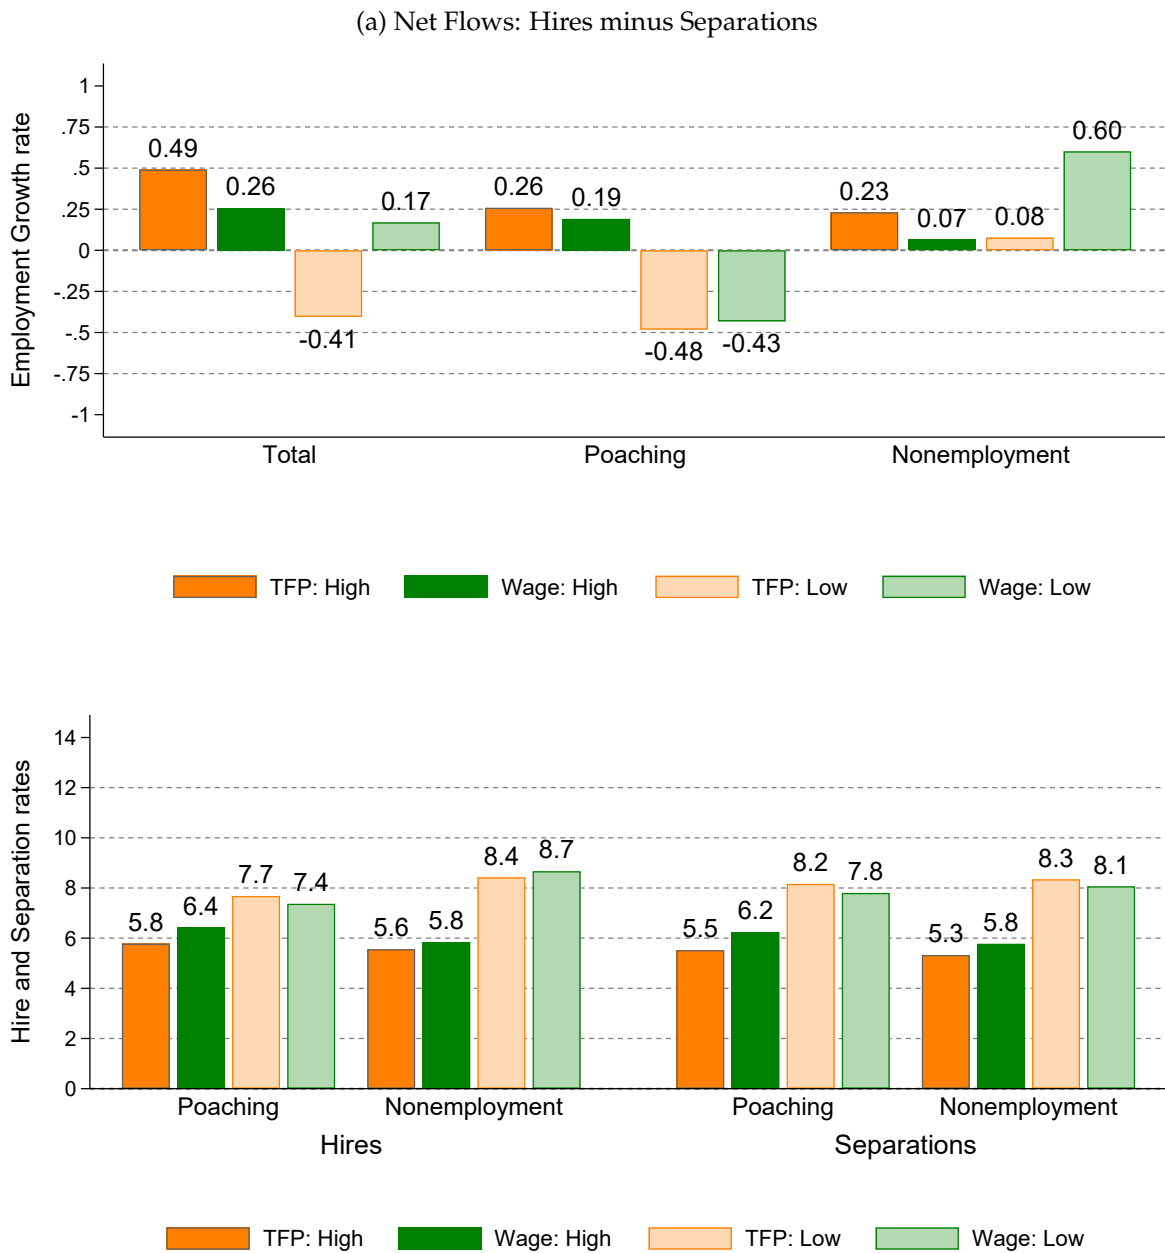 (a) Net Flows: Hires minus Separations
Employment Growth rate
1
.75
.5
.25
0
-.25
-.5
-.75
-1
0.49
0.26
-0.41
0.17
0.26
0.19
-0.48
-0.43
0.23
0.07
0.08
0.60
Total
Poaching
Nonemployment
TFP: High
Wage: High
TFP: Low
Wage: Low
Hire and Separation rates
14
12
10
8
6
4
2
0
5.8
6.4
7.7
7.4
5.6
5.8
8.4
8.7
5.5
6.2
8.2
7.8
5.3
5.8
8.3
8.1
Poaching
Nonemployment
Poaching
Nonemployment
Hires
Separations
TFP: High
Wage: High
TFP: Low
Wage: Low